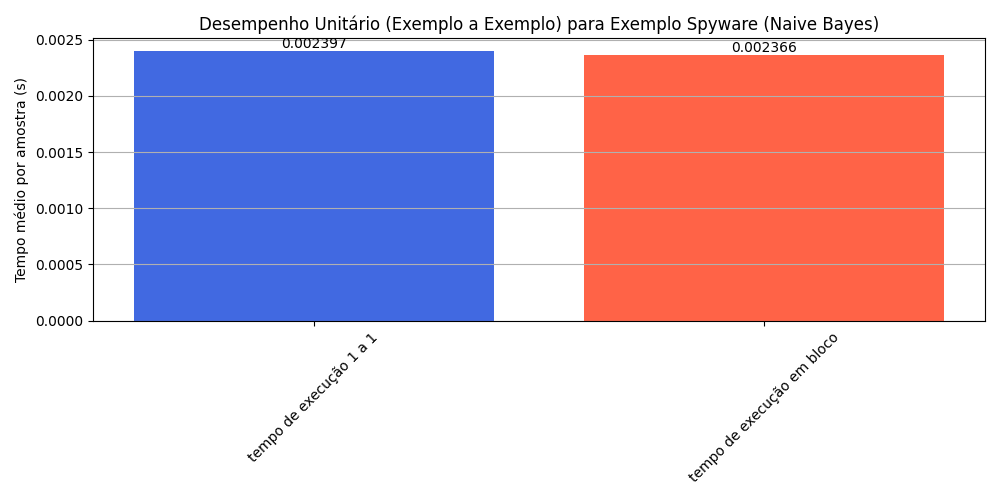 Desempenho Unitário (Exemplo a Exemplo) para Exemplo Spyware (Naive Bayes)
Tempo médio por amostra (s)
0.0025
0.0020
0.0015
0.0010
0.0005
0.0000
0.002397
0.002366
tempo de execução 1 a 1
tempo de execução em bloco